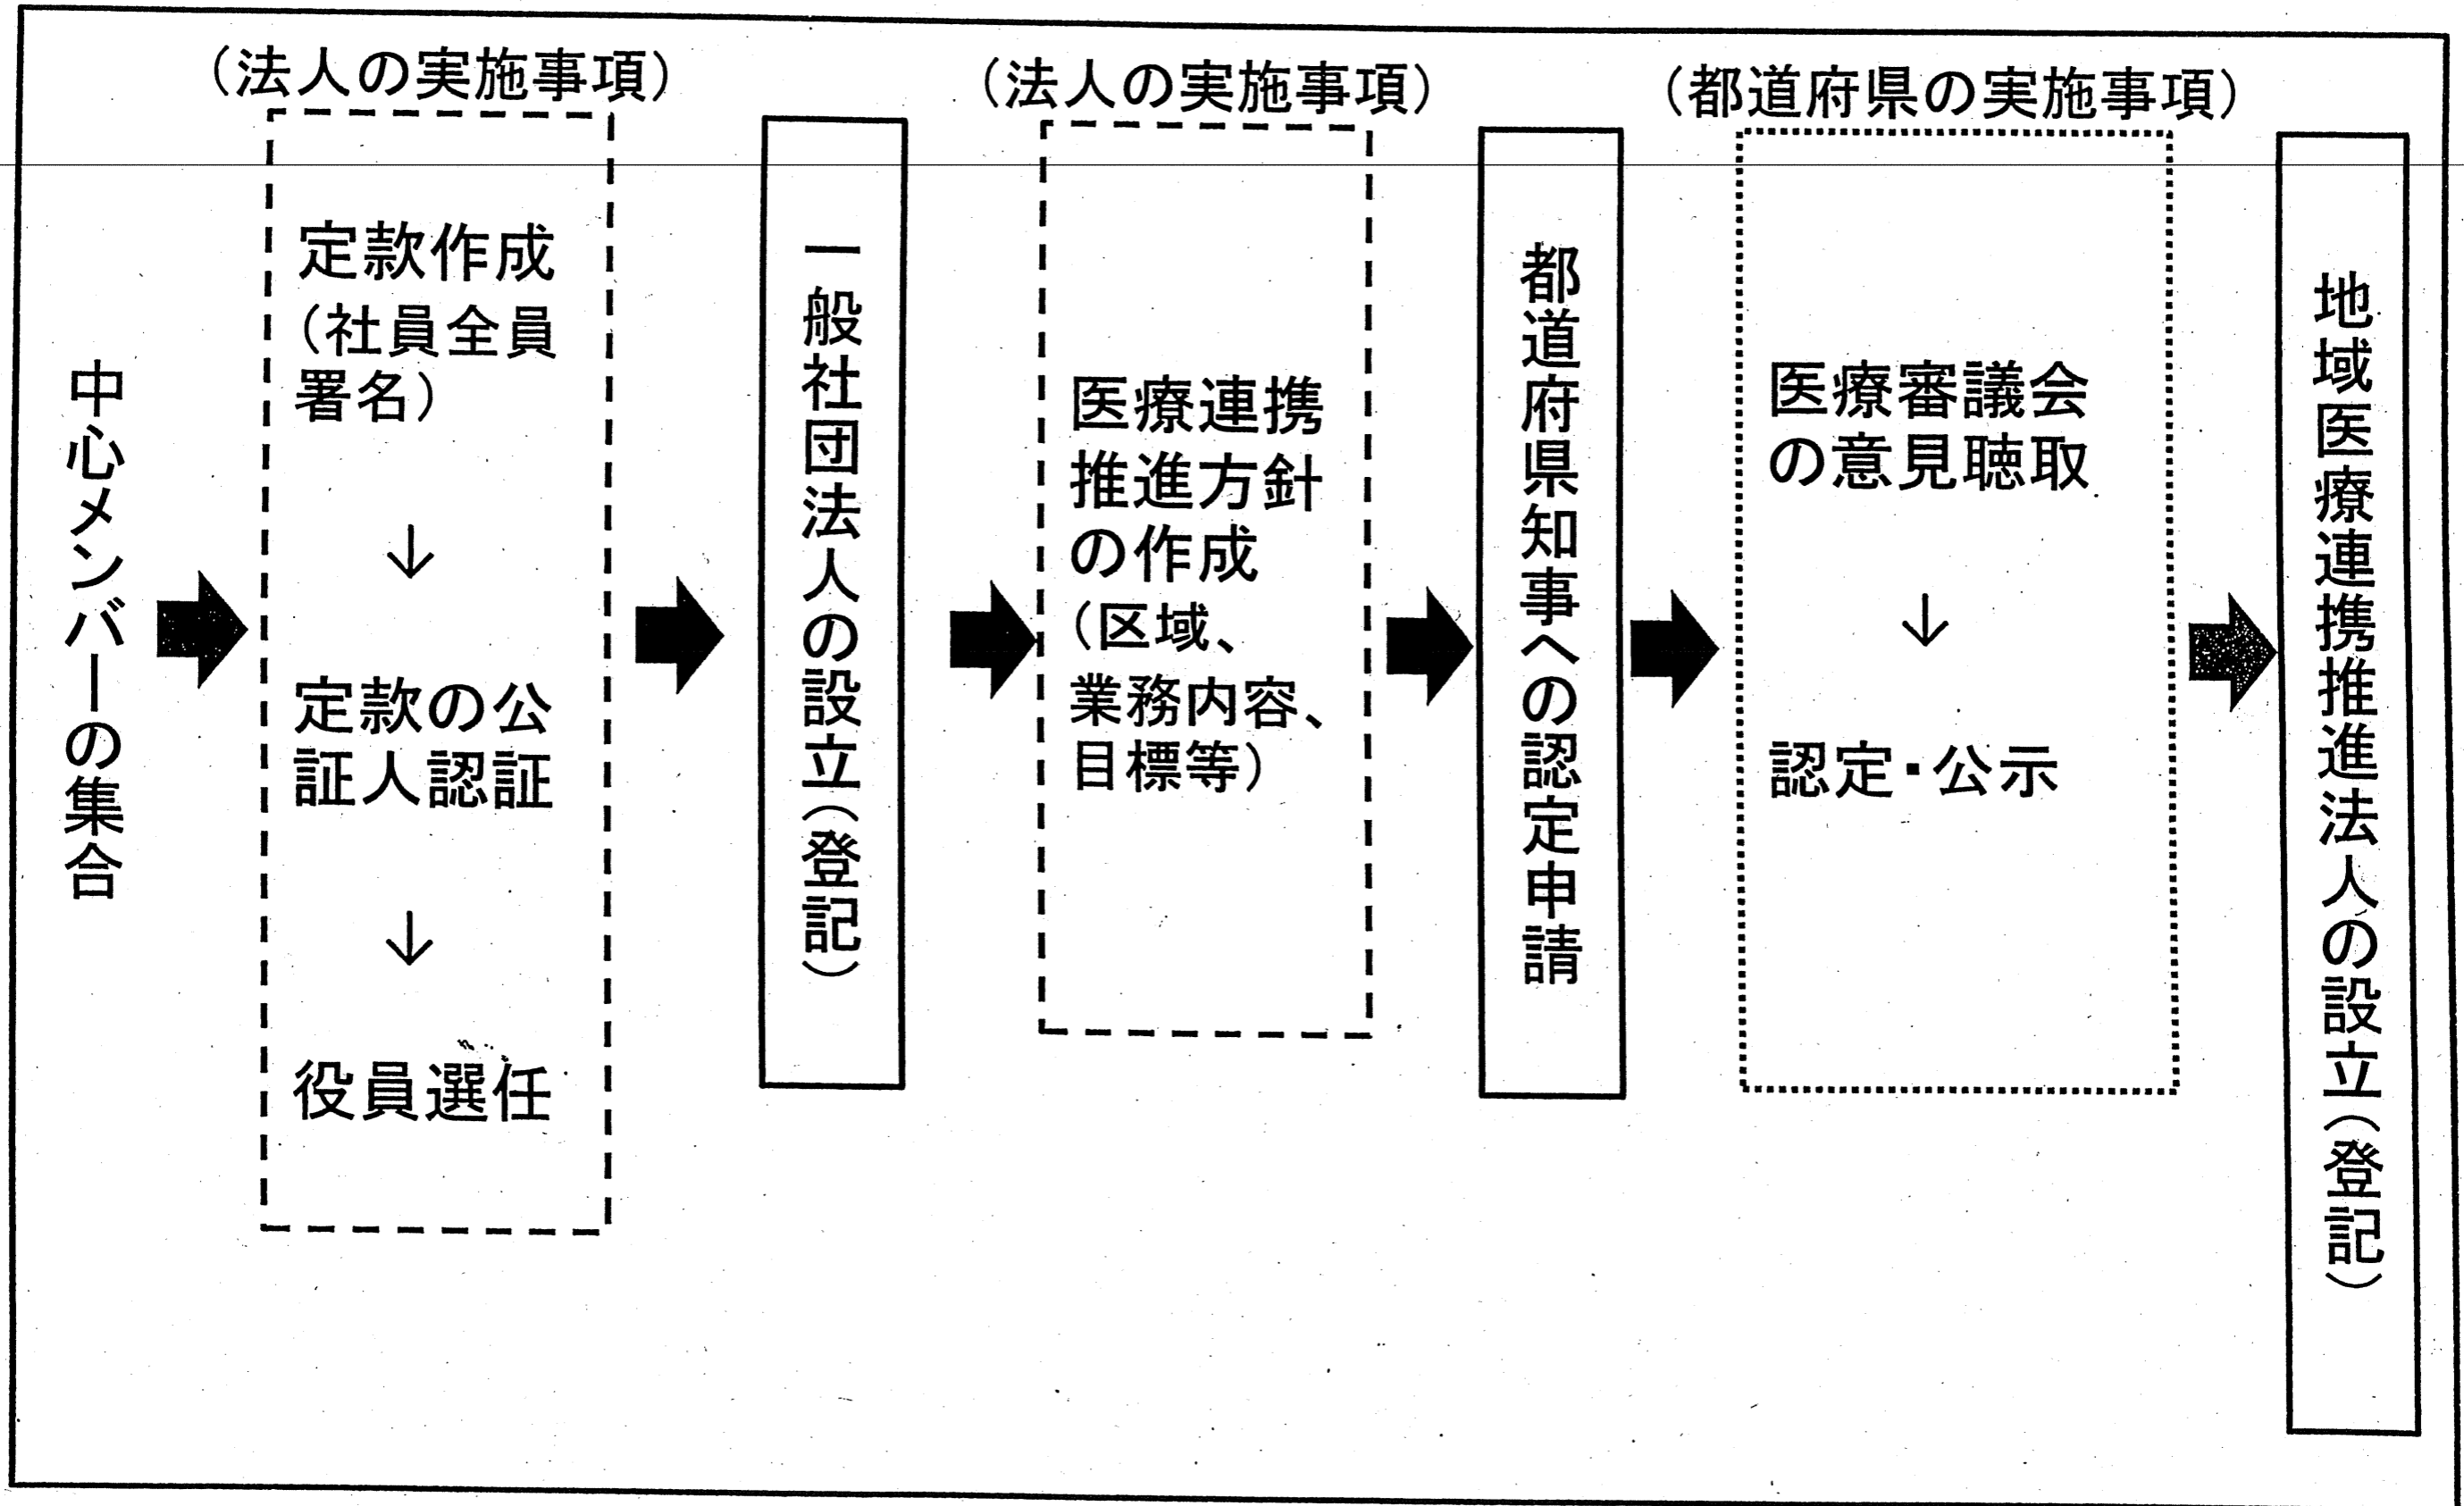 中心メンバーの集合
（法人の実施事項）
定款作成
（社員全員
署名）
↓
定款の公
証人認証
↓
役員選任
一般社団法人の設立（登記）
（法人の実施事項）
医療連携
推進方針
の作成
（区域、
業務内容、
目標等）
都道府県知事への認定申請
（都道府県の実施事項）
医療審議会
の意見聴取
↓
認定・公示
地域医療連携推進法人の設立（登記）